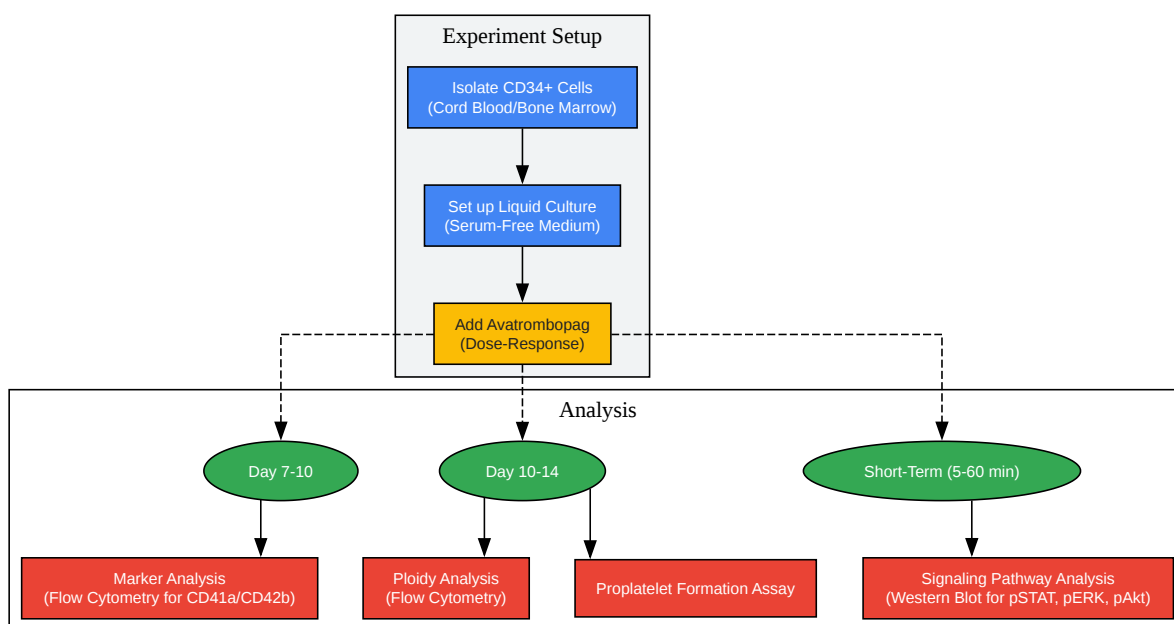 Experiment Setup
Isolate CD34+ Cells
(Cord Blood/Bone Marrow)
Set up Liquid Culture
(Serum-Free Medium)
Add Avatrombopag
(Dose-Response)
Analysis
Day 7-10
Day 10-14
Short-Term (5-60 min)
Marker Analysis
(Flow Cytometry for CD41a/CD42b)
Ploidy Analysis
(Flow Cytometry)
Proplatelet Formation Assay
Signaling Pathway Analysis
(Western Blot for pSTAT, pERK, pAkt)